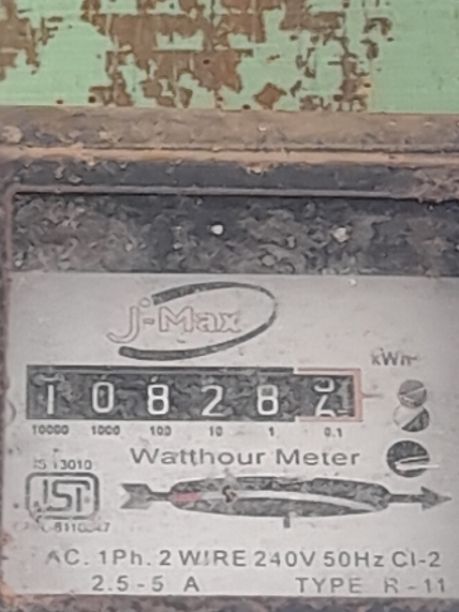 J-Max
kWh
1 0 8 2 8 2
10000 1000 100 10 1 0.1
IS 13010
Watthour Meter
ISI
AC. 1Ph. 2 WIRE 240V 50Hz Cl-2
2.5-5 A TYPE R-11